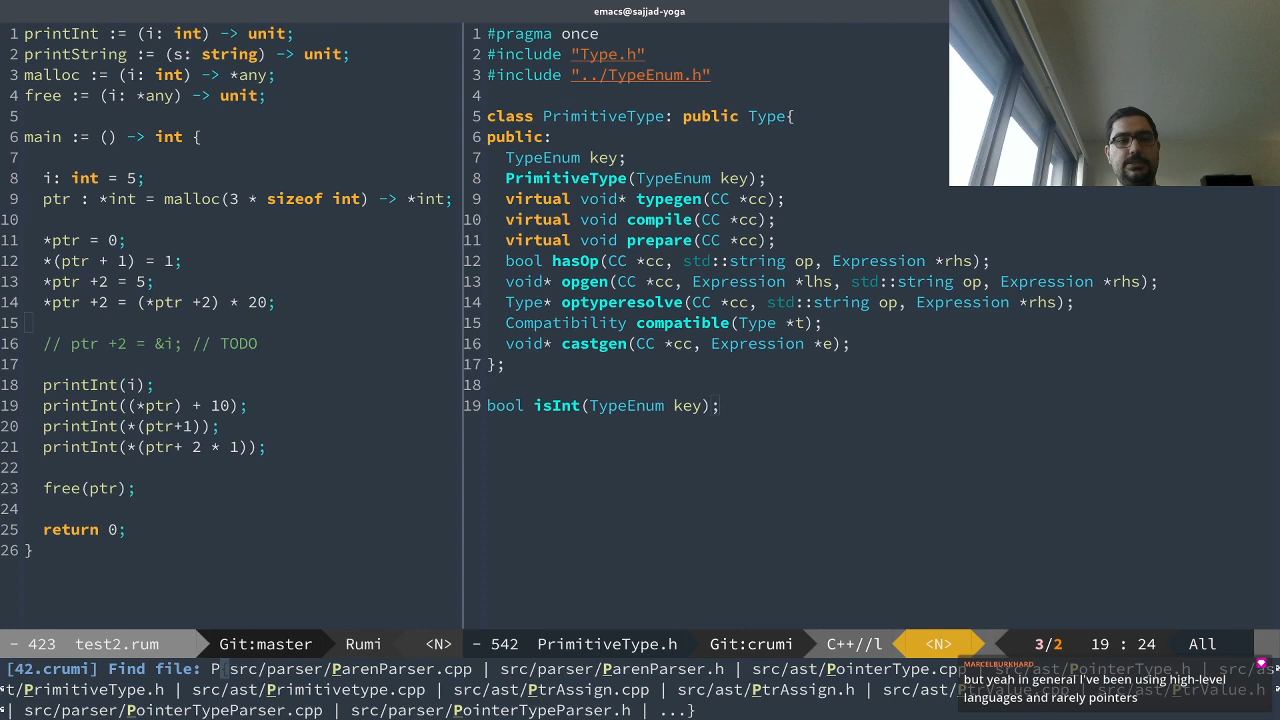 emacs@sajjad-yoga
1 printInt := (i: int) -> unit;
2 printString := (s: string) -> unit;
3 malloc := (i: int) -> *any;
4 free := (i: *any) -> unit;
5
6 main := () -> int {
7
8 i: int = 5;
9 ptr : *int = malloc(3 * sizeof int) -> *int;
10
11 *ptr = 0;
12 *(ptr + 1) = 1;
13 *ptr +2 = 5;
14 *ptr +2 = (*ptr +2) * 20;
15
16 // ptr +2 = &i; // TODO
17
18 printInt(i);
19 printInt((*ptr) + 10);
20 printInt(*(ptr+1));
21 printInt(*(ptr+ 2 * 1));
22
23 free(ptr);
24
25 return 0;
26 }
1 #pragma once
2 #include "Type.h"
3 #include "../TypeEnum.h"
4
5 class PrimitiveType: public Type{
6 public:
7 TypeEnum key;
8 PrimitiveType(TypeEnum key);
9 virtual void* typegen(CC *cc);
10 virtual void compile(CC *cc);
11 virtual void prepare(CC *cc);
12 bool hasOp(CC *cc, std::string op, Expression *rhs);
13 void* opgen(CC *cc, Expression *lhs, std::string op, Expression *rhs);
14 Type* optyperesolve(CC *cc, std::string op, Expression *rhs);
15 Compatibility compatible(Type *t);
16 void* castgen(CC *cc, Expression *e);
17 };
18
19 bool isInt(TypeEnum key);
- 423 test2.rum Git:master Rumi <N>
- 542 PrimitiveType.h Git:crumi C++//l <N> 3/2 19 : 24 All
[42.crumi] Find file: P{src/parser/ParenParser.cpp | src/parser/ParenParser.h | src/ast/PointerType.cpp | src/ast/PointerType.h | src/as
t/PrimitiveType.h | src/ast/Primitivetype.cpp | src/ast/PtrAssign.cpp | src/ast/PtrAssign.h | src/ast/PtrValue.cpp | src/ast/PtrValue.h
| src/parser/PointerTypeParser.cpp | src/parser/PointerTypeParser.h | ...}
MARCELBURKHARD
but yeah in general I've been using high-level
languages and rarely pointers